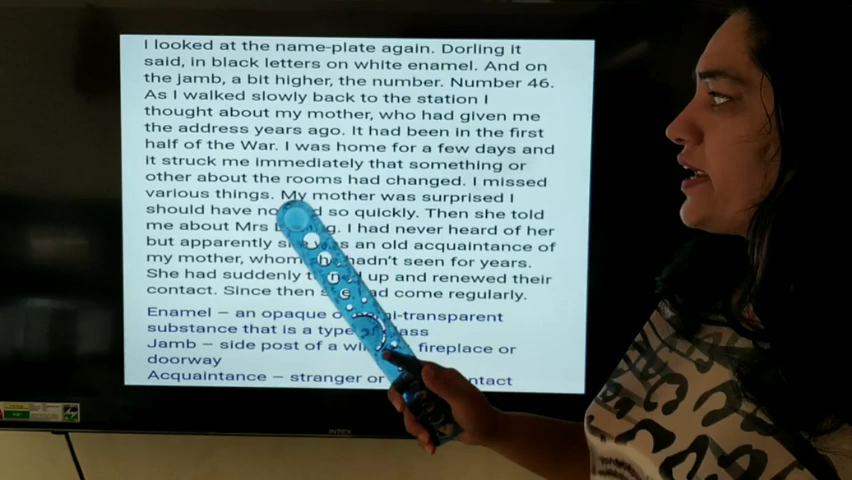 I looked at the name-plate again. Dorling it
said, in black letters on white enamel. And on
the jamb, a bit higher, the number. Number 46.
As I walked slowly back to the station I
thought about my mother, who had given me
the address years ago. It had been in the first
half of the War. I was home for a few days and
it struck me immediately that something or
other about the rooms had changed. I missed
various things. My mother was surprised I
should have so quickly. Then she told
me about Mrs I had never heard of her
but apparently an old acquaintance of
my mother, whom she hadn't seen for years.
She had suddenly up and renewed their
contact. Since then had come regularly.
Enamel – an opaque or transparent
substance that is a type of glass
Jamb – side post of a fireplace or
doorway
Acquaintance – stranger or contact
INTEX